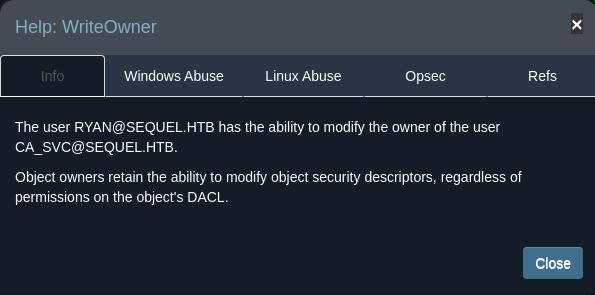 Help: WriteOwner ×
Info Windows Abuse Linux Abuse Opsec Refs
The user RYAN@SEQUEL.HTB has the ability to modify the owner of the user
CA_SVC@SEQUEL.HTB.
Object owners retain the ability to modify object security descriptors, regardless of
permissions on the object's DACL.
Close